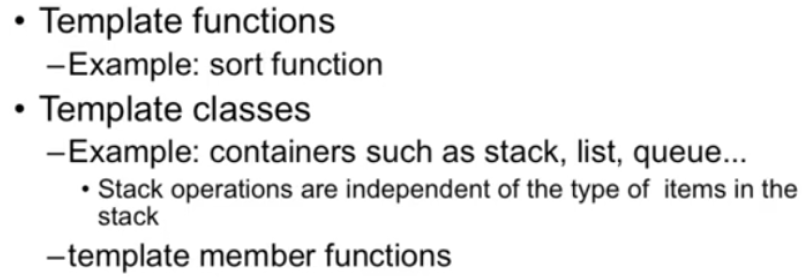 • Template functions
–Example: sort function
• Template classes
–Example: containers such as stack, list, queue...
• Stack operations are independent of the type of items in the
stack
–template member functions